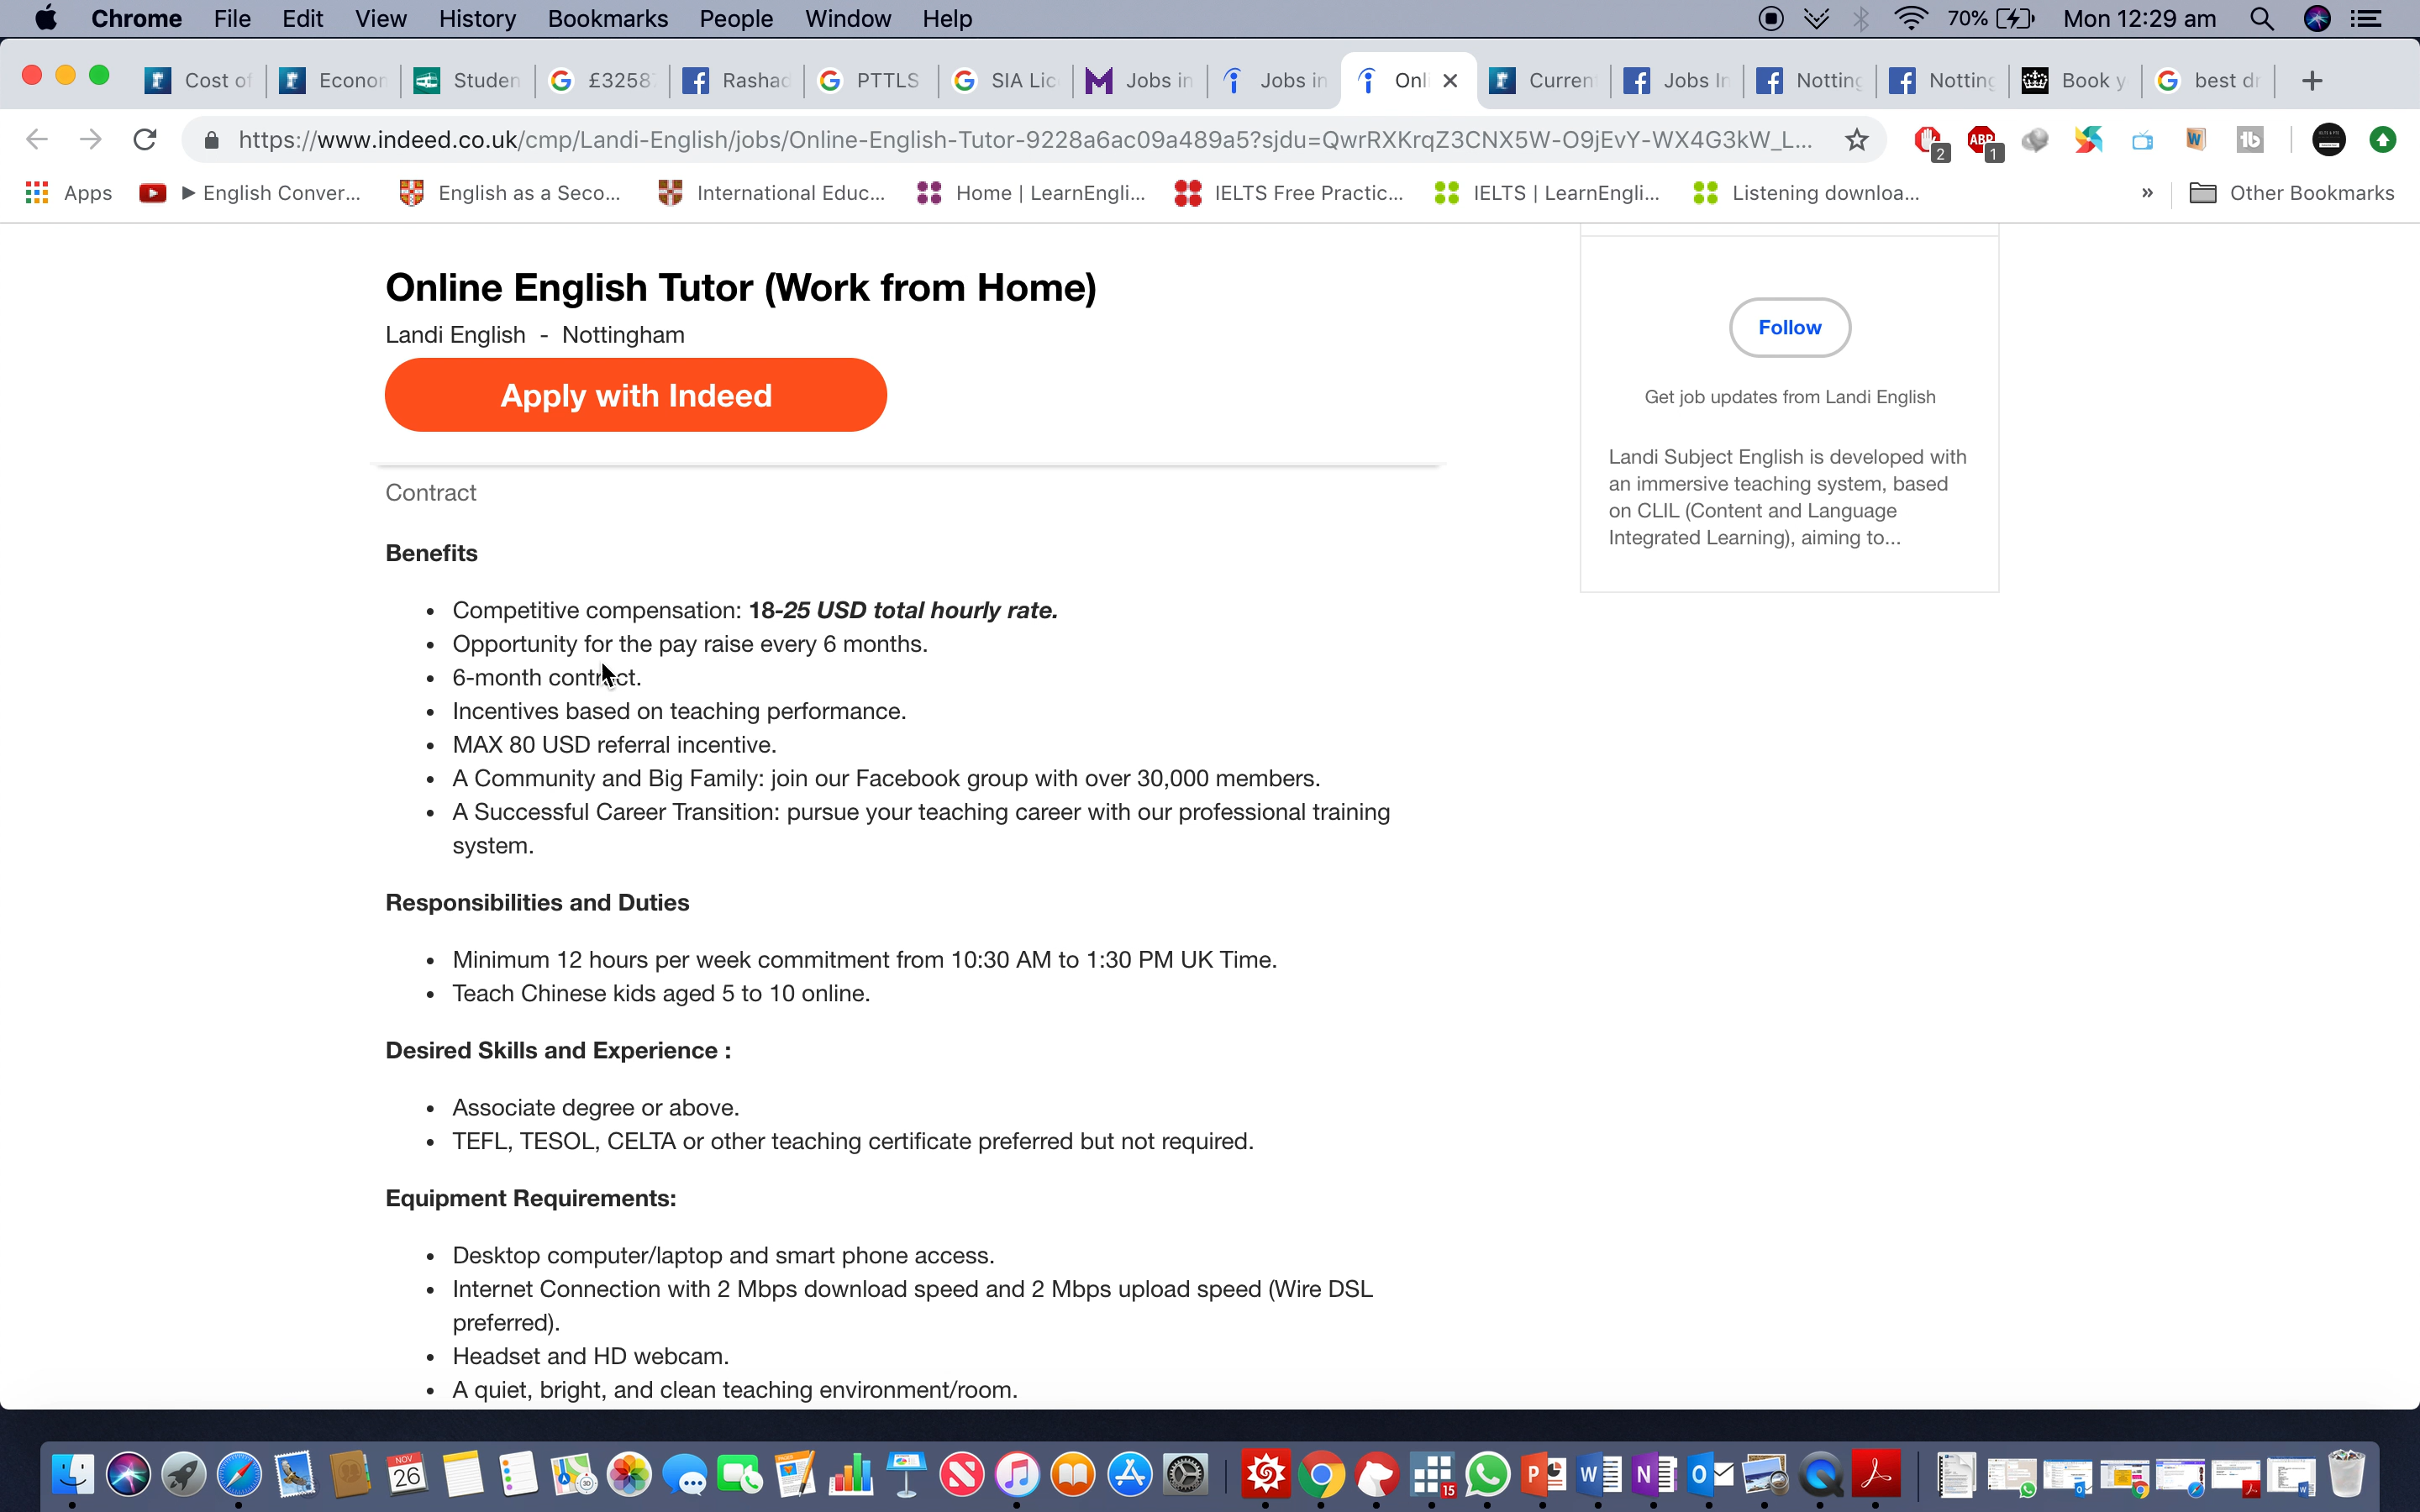 Chrome File Edit View History Bookmarks People Window Help 70% Mon 12:29 am
Cost of Econon Studen £3258 Rashad PTTLS SIA Lic Jobs in Jobs in Onli Current Jobs In Notting Notting Book y best dr
https://www.indeed.co.uk/cmp/Landi-English/jobs/Online-English-Tutor-9228a6ac09a489a5?sjdu=QwrRXKrqZ3CNX5W-O9jEvY-WX4G3kW_L... 2 ABP 1 tb
Apps ▶ English Conver... English as a Seco... International Educ... Home | LearnEngli... IELTS Free Practic... IELTS | LearnEngli... Listening downloa... » Other Bookmarks
Online English Tutor (Work from Home)
Landi English - Nottingham
Apply with Indeed
Contract
Benefits
• Competitive compensation: 18-25 USD total hourly rate.
• Opportunity for the pay raise every 6 months.
• 6-month contract.
• Incentives based on teaching performance.
• MAX 80 USD referral incentive.
• A Community and Big Family: join our Facebook group with over 30,000 members.
• A Successful Career Transition: pursue your teaching career with our professional training
system.
Responsibilities and Duties
• Minimum 12 hours per week commitment from 10:30 AM to 1:30 PM UK Time.
• Teach Chinese kids aged 5 to 10 online.
Desired Skills and Experience :
• Associate degree or above.
• TEFL, TESOL, CELTA or other teaching certificate preferred but not required.
Equipment Requirements:
• Desktop computer/laptop and smart phone access.
• Internet Connection with 2 Mbps download speed and 2 Mbps upload speed (Wire DSL
preferred).
• Headset and HD webcam.
• A quiet, bright, and clean teaching environment/room.
Follow
Get job updates from Landi English
Landi Subject English is developed with
an immersive teaching system, based
on CLIL (Content and Language
Integrated Learning), aiming to...
NOV
26
15